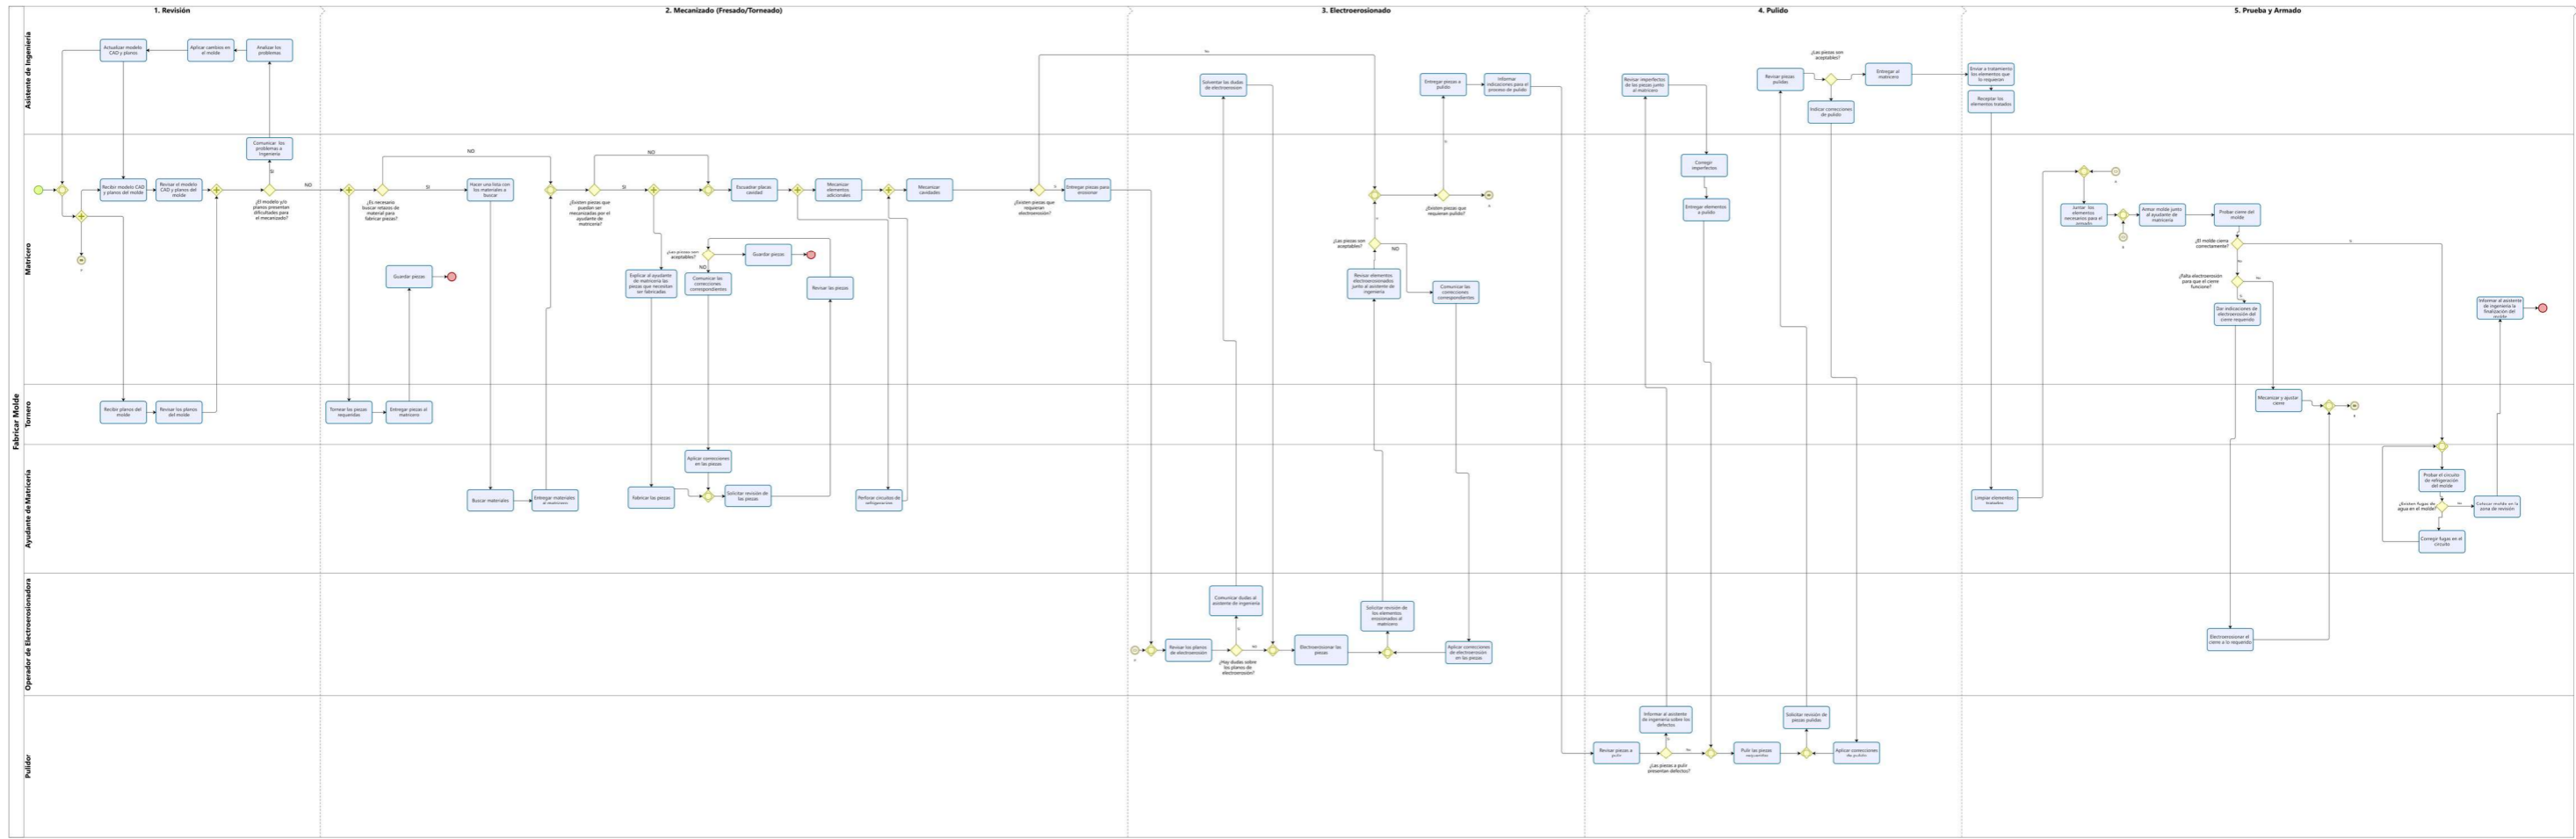 1. Revisión
2. Mecanizado (Fresado/Torneado)
3. Electroerosionado
4. Pulido
5. Prueba y Armado
Fabricar Molde
Asistente de Ingeniería
Actualizar modelo
CAD y planos
Aplicar cambios en
el molde
Analizar los
problemas
No
Solventar las dudas
de electroerosion
Entregar piezas a
pulido
Informar
indicaciones para el
proceso de pulido
Revisar imperfectos
de las piezas junto
al matricero
Revisar piezas
pulidas
¿Las piezas son
aceptables?
Entregar al
matricero
Indicar correcciones
de pulido
Enviar a tratamiento
los elementos que
lo requieran
Receptar los
elementos tratados
Matricero
Comunicar los
problemas a
Ingeniería
SI
Recibir modelo CAD
y planos del molde
Revisar el modelo
CAD y planos del
molde
¿El modelo y/o
planos presentan
dificultades para
el mecanizado?
NO
¿Es necesario
buscar retazos de
material para
fabricar piezas?
NO
SI
Hacer una lista con
los materiales a
buscar
Guardar piezas
¿Existen piezas que
puedan ser
mecanizadas por el
ayudante de
matricería?
NO
SI
Escuadrar placas
cavidad
Mecanizar
elementos
adicionales
Mecanizar
cavidades
¿Las piezas son
aceptables?
NO
Guardar piezas
Explicar al ayudante
de matricería las
piezas que necesitan
ser fabricadas
Comunicar las
correcciones
correspondientes
Revisar las piezas
¿Existen piezas que
requieran
electroerosión?
Entregar piezas para
erosionar
¿Existen piezas que
requieran pulido?
¿Las piezas son
aceptables?
NO
Revisar elementos
electroerosionados
junto al asistente de
ingeniería
Comunicar las
correcciones
correspondientes
Corregir
imperfectos
Entregar elementos
a pulido
Juntar los
elementos
necesarios para el
armado
Armar molde junto
al ayudante de
matricería
Probar cierre del
molde
¿El molde cierra
correctamente?
No
¿Falta electroerosión
para que el cierre
funcione?
No
Dar indicaciones de
electroerosión del
cierre requerido
Informar al asistente
de ingeniería la
finalización del
molde
Tornero
Recibir planos del
molde
Revisar los planos
del molde
Tornear las piezas
requeridas
Entregar piezas al
matricero
Mecanizar y ajustar
cierre
Ayudante de Matricería
Buscar materiales
Entregar materiales
al matricero
Aplicar correcciones
en las piezas
Fabricar las piezas
Solicitar revisión de
las piezas
Perforar circuitos de
refrigeración
Limpiar elementos
tratados
Probar el circuito
de refrigeración
del molde
¿Existen fugas de
agua en el molde?
No
Colocar molde en la
zona de revisión
Corregir fugas en el
circuito
Operador de Electroerosionadora
Comunicar dudas al
asistente de ingeniería
Revisar los planos
de electroerosión
¿Hay dudas sobre
los planos de
electroerosión?
NO
Electroerosionar las
piezas
Solicitar revisión de
los elementos
erosionados al
matricero
Aplicar correcciones
de electroerosión
en las piezas
Electroerosionar el
cierre a lo requerido
Pulidor
Informar al asistente
de ingeniería sobre los
defectos
Revisar piezas a
pulir
¿Las piezas a pulir
presentan defectos?
No
Pulir las piezas
requeridas
Solicitar revisión de
piezas pulidas
Aplicar correcciones
de pulido